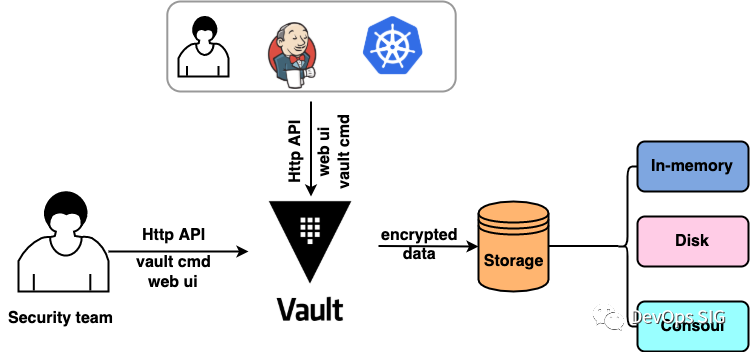 Http API
web ui
vault cmd
Http API
vault cmd
web ui
Security team
Vault
encrypted
data
Storage
In-memory
Disk
Consoul
DevOps SIG